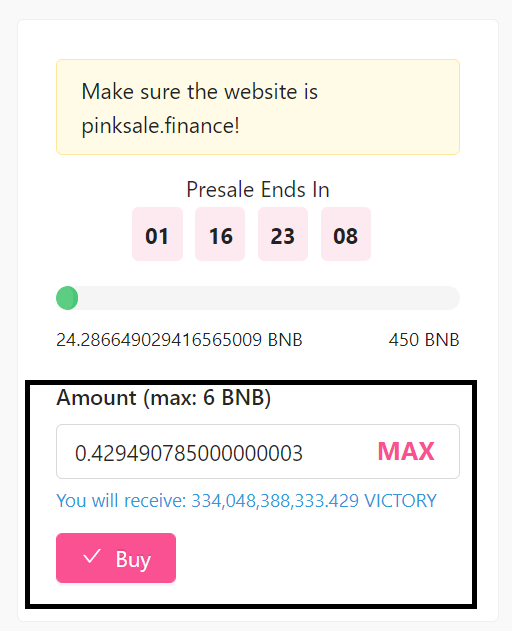 Make sure the website is
pinksale.finance!
Presale Ends In
01 16 23 08
24.286649029416565009 BNB 450 BNB
Amount (max: 6 BNB)
0.429490785000000003 MAX
You will receive: 334,048,388,333.429 VICTORY
Buy